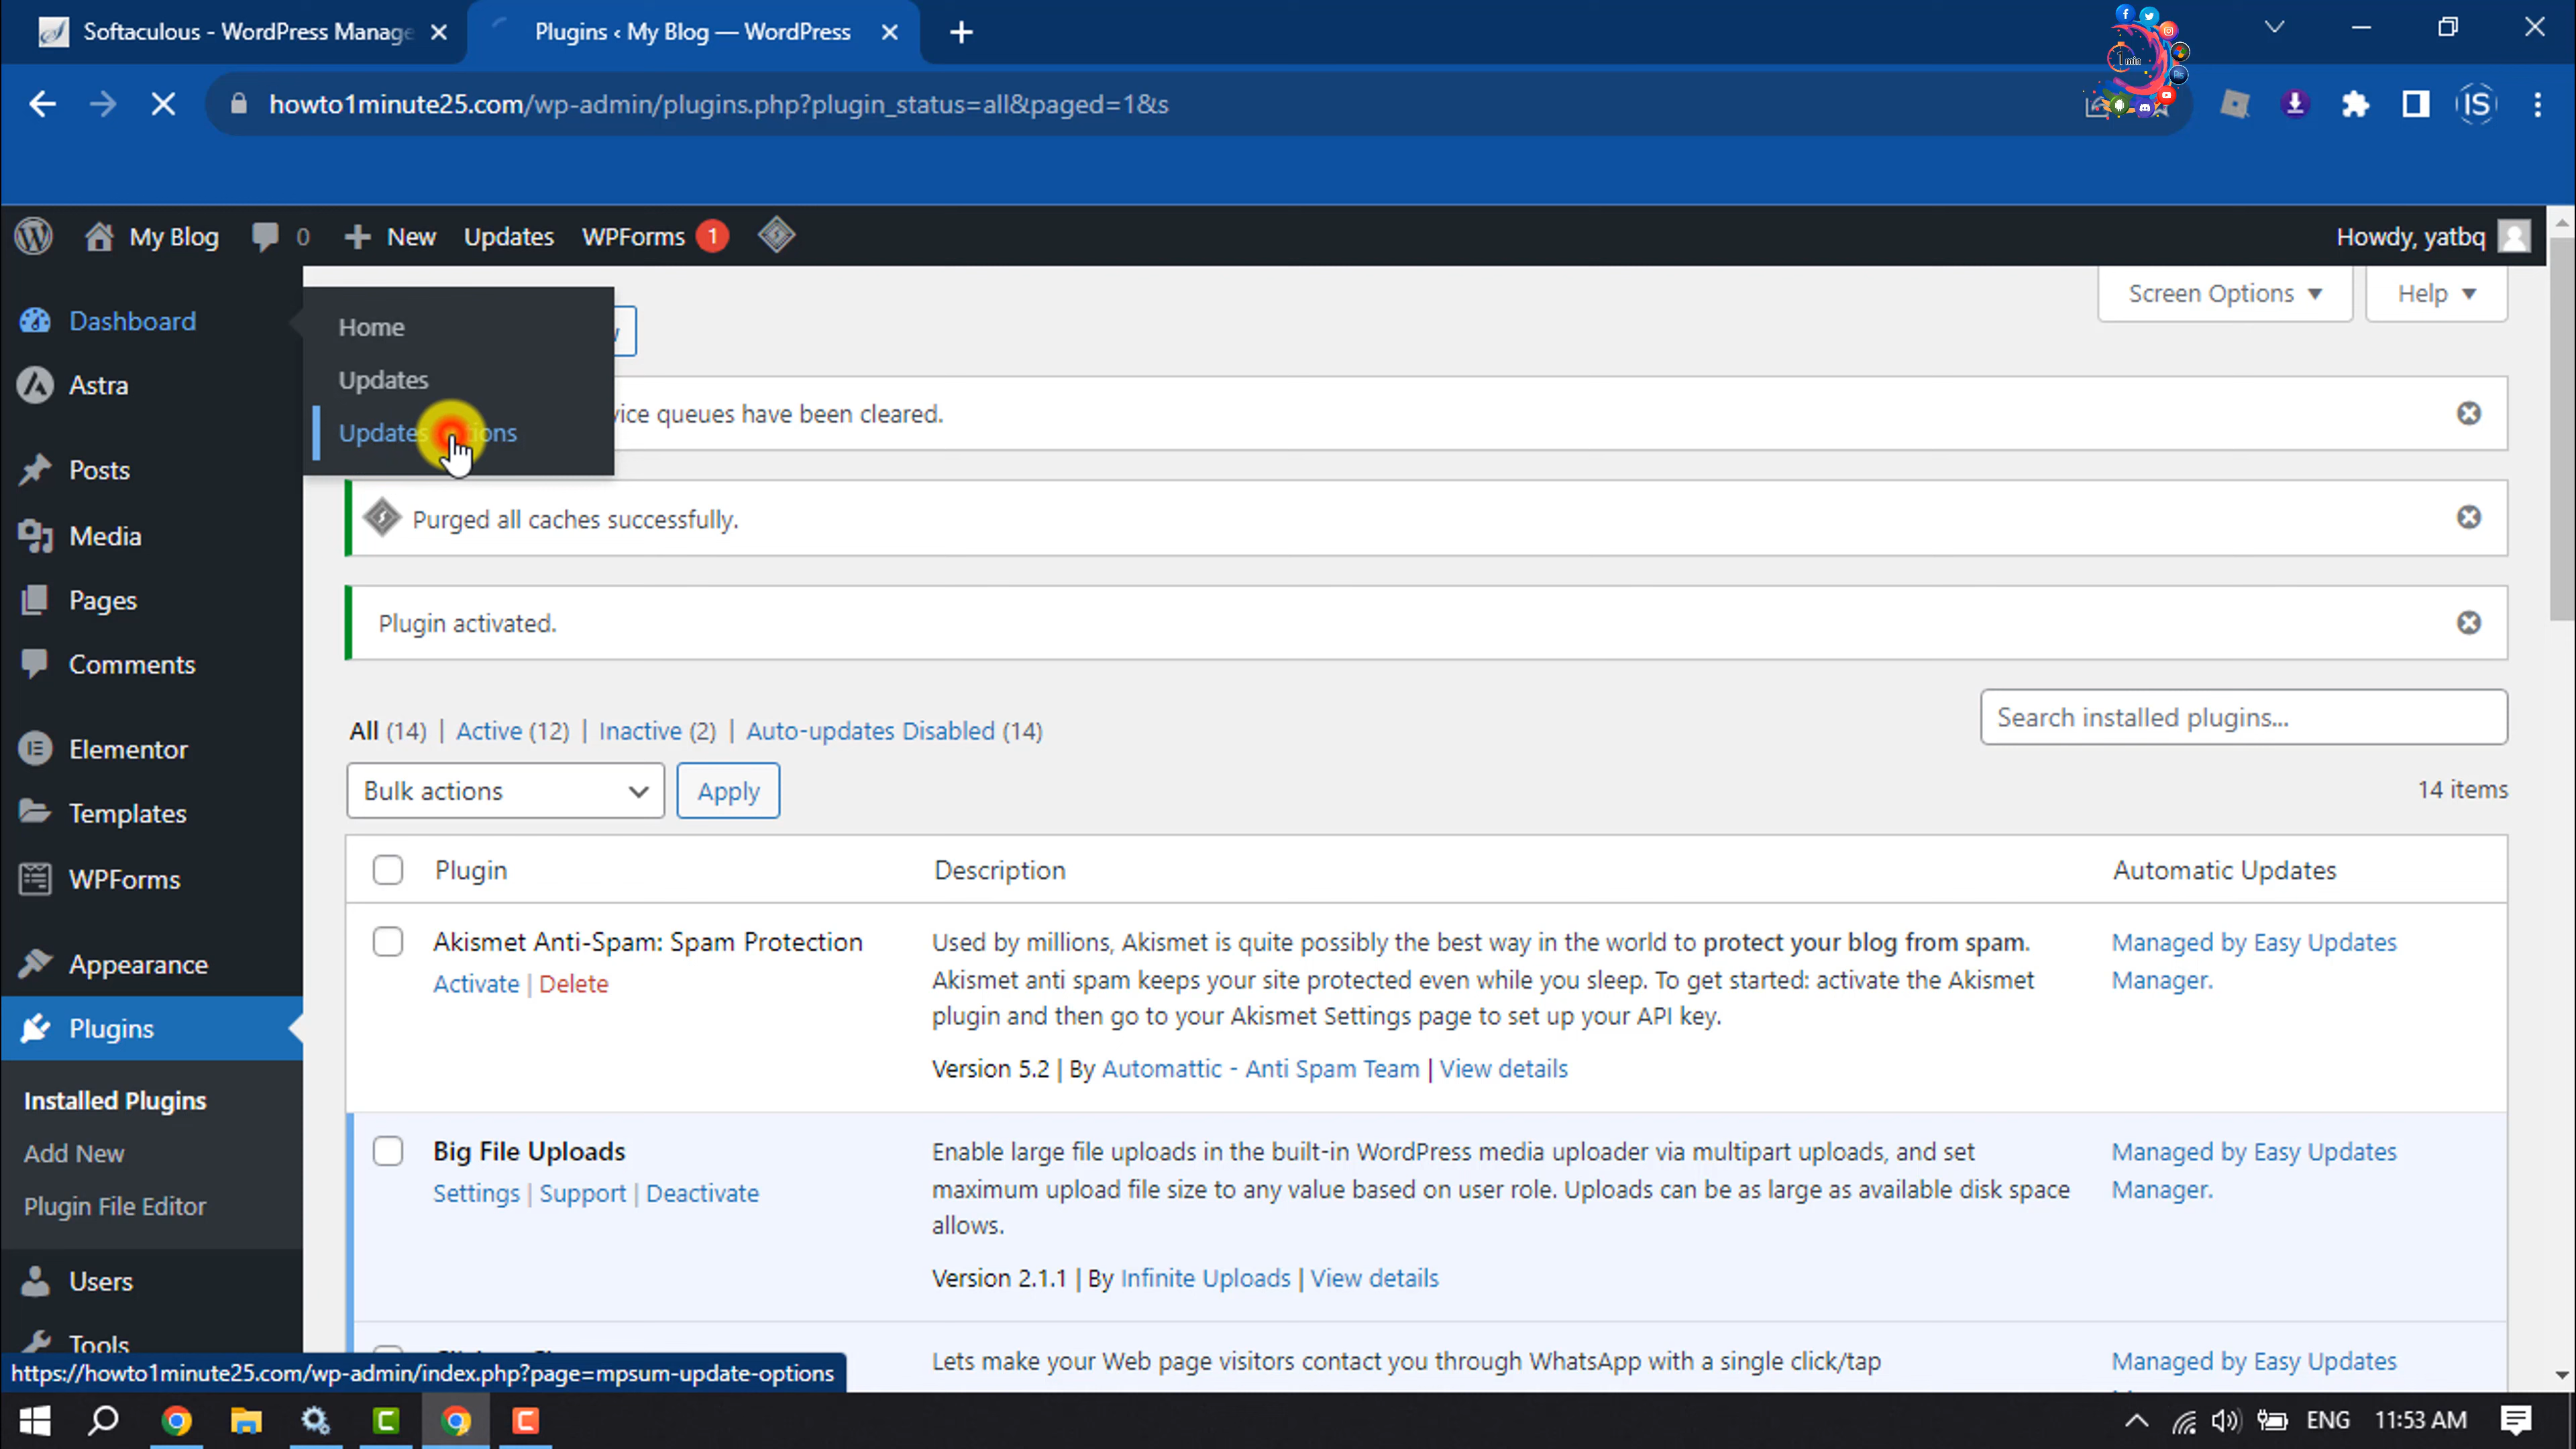 Softaculous - WordPress Manage
Plugins ‹ My Blog — WordPress
howto1minute25.com/wp-admin/plugins.php?plugin_status=all&paged=1&s
1 min
IS
My Blog 0 New Updates WPForms 1
Howdy, yatbq
Screen Options Help
Dashboard
Home
Updates
Updates
Astra
Posts
Media
Pages
Comments
Elementor
Templates
WPForms
Appearance
Plugins
Installed Plugins
Add New
Plugin File Editor
Users
Tools
queues have been cleared.
Purged all caches successfully.
Plugin activated.
All (14) | Active (12) | Inactive (2) | Auto-updates Disabled (14)
Search installed plugins...
Bulk actions Apply
14 items
Plugin Description Automatic Updates
Akismet Anti-Spam: Spam Protection
Activate | Delete
Used by millions, Akismet is quite possibly the best way in the world to protect your blog from spam.
Akismet anti spam keeps your site protected even while you sleep. To get started: activate the Akismet
plugin and then go to your Akismet Settings page to set up your API key.
Version 5.2 | By Automattic - Anti Spam Team | View details
Managed by Easy Updates
Manager.
Big File Uploads
Settings | Support | Deactivate
Enable large file uploads in the built-in WordPress media uploader via multipart uploads, and set
maximum upload file size to any value based on user role. Uploads can be as large as available disk space
allows.
Version 2.1.1 | By Infinite Uploads | View details
Managed by Easy Updates
Manager.
Lets make your Web page visitors contact you through WhatsApp with a single click/tap
Managed by Easy Updates
https://howto1minute25.com/wp-admin/index.php?page=mpsum-update-options
ENG 11:53 AM